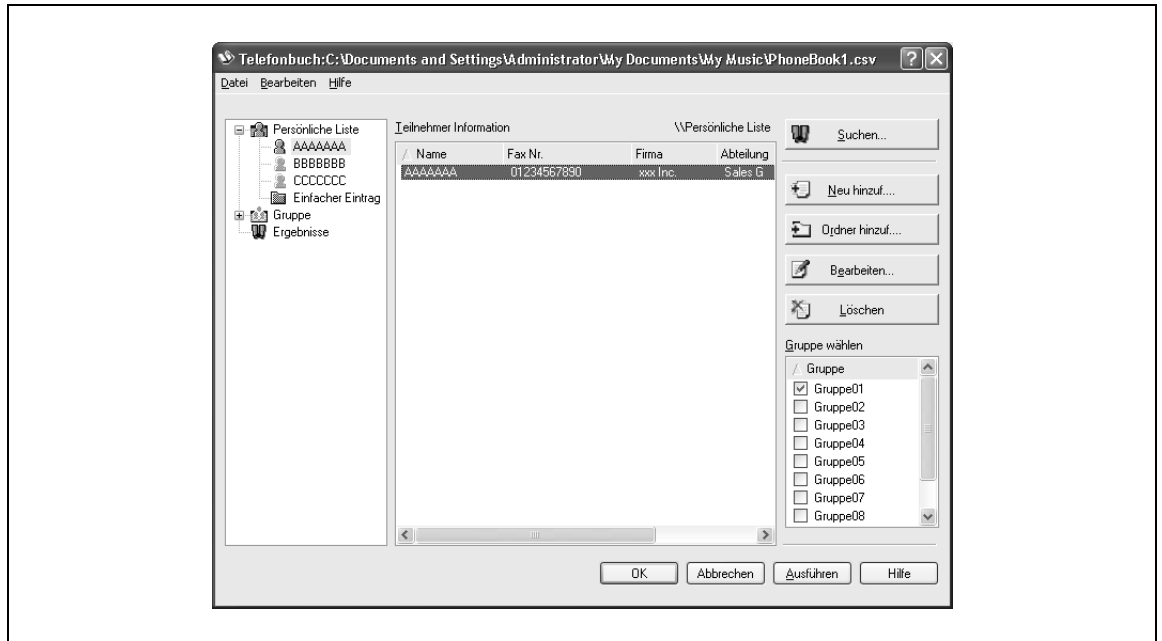 Telefonbuch:C:\Documents and Settings\Administrator\My Documents\My Music\PhoneBook1.csv
Datei Bearbeiten Hilfe
Persönliche Liste
AAAAAAA
BBBBBBB
CCCCCCC
Einfacher Eintrag
Gruppe
Ergebnisse
Teilnehmer Information \\Persönliche Liste
Name Fax Nr. Firma Abteilung
AAAAAAA 01234567890 xxx Inc. Sales G
Suchen...
Neu hinzuf....
Ordner hinzuf....
Bearbeiten...
Löschen
Gruppe wählen
Gruppe
Gruppe01
Gruppe02
Gruppe03
Gruppe04
Gruppe05
Gruppe06
Gruppe07
Gruppe08
OK Abbrechen Ausführen Hilfe